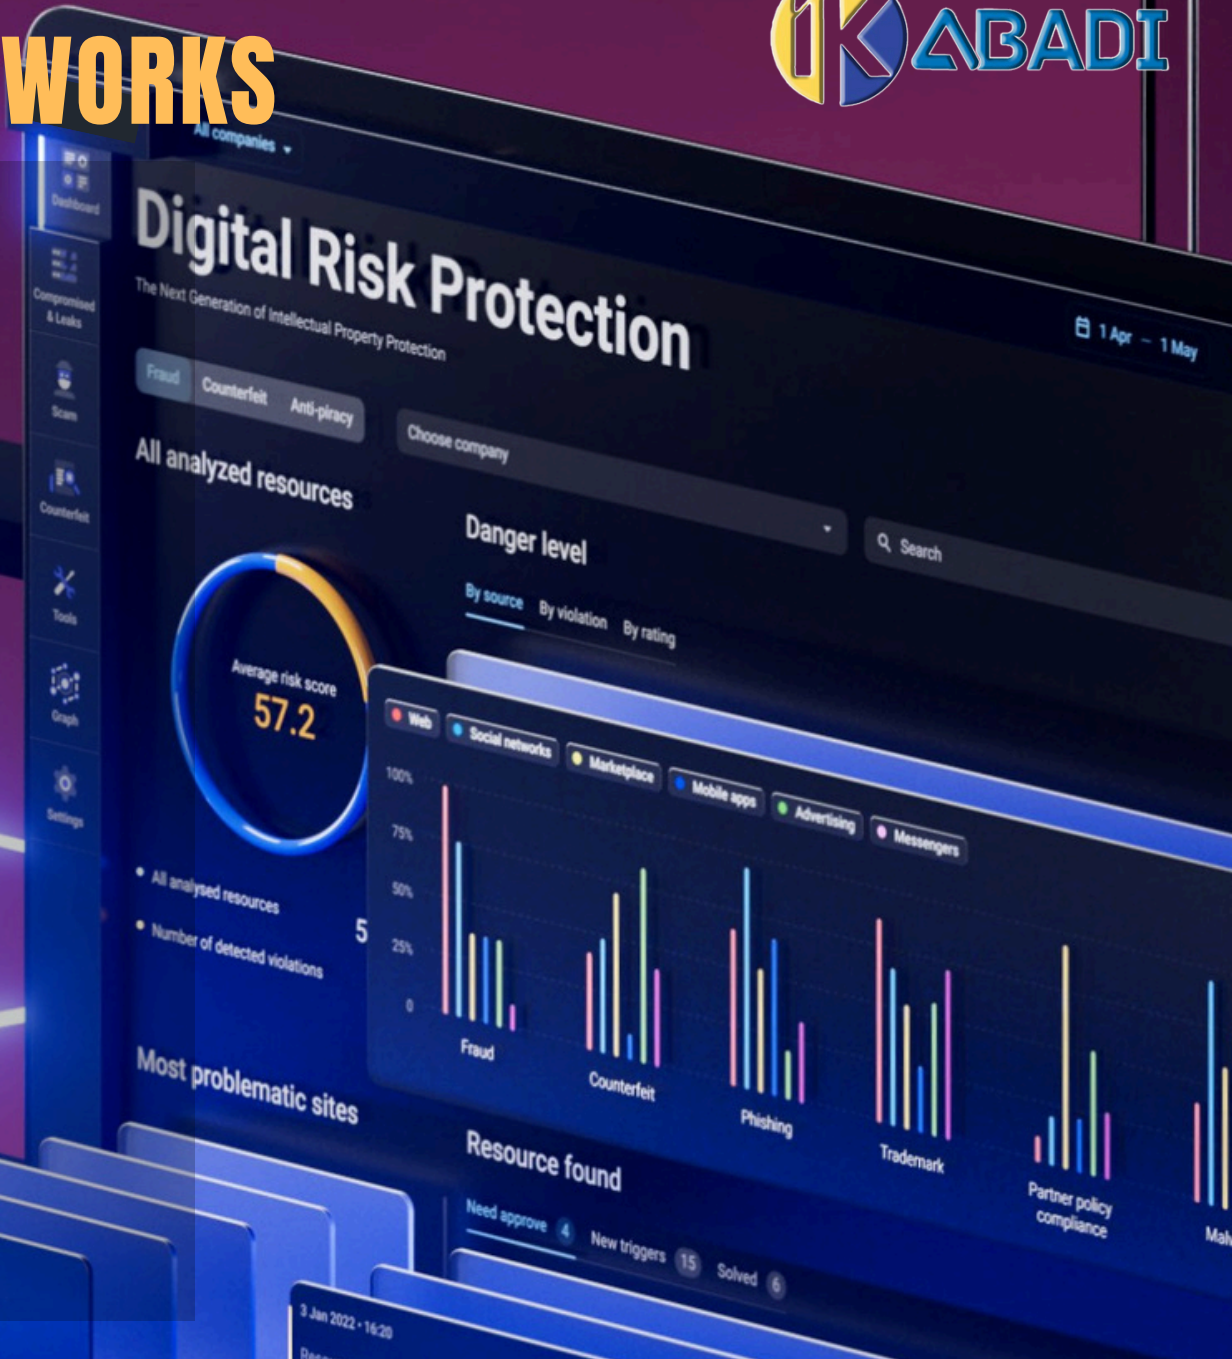 WORKS
1K ABADI
All companies
Dashboard
Compromised
& Leaks
Scam
Counterfeit
Tools
Graph
Settings
Digital Risk Protection
The Next Generation of Intellectual Property Protection
1 Apr – 1 May
Fraud Counterfeit Anti-piracy
Choose company
Search
All analyzed resources
Average risk score
57.2
All analysed resources
5
Number of detected violations
Danger level
By source By violation By rating
Web Social networks Marketplace Mobile apps Advertising Messengers
100%
75%
50%
25%
0
Fraud
Counterfeit
Phishing
Trademark
Partner policy
compliance
Most problematic sites
Resource found
Need approve 4 New triggers 15 Solved 6
3 Jan 2022 • 16:20